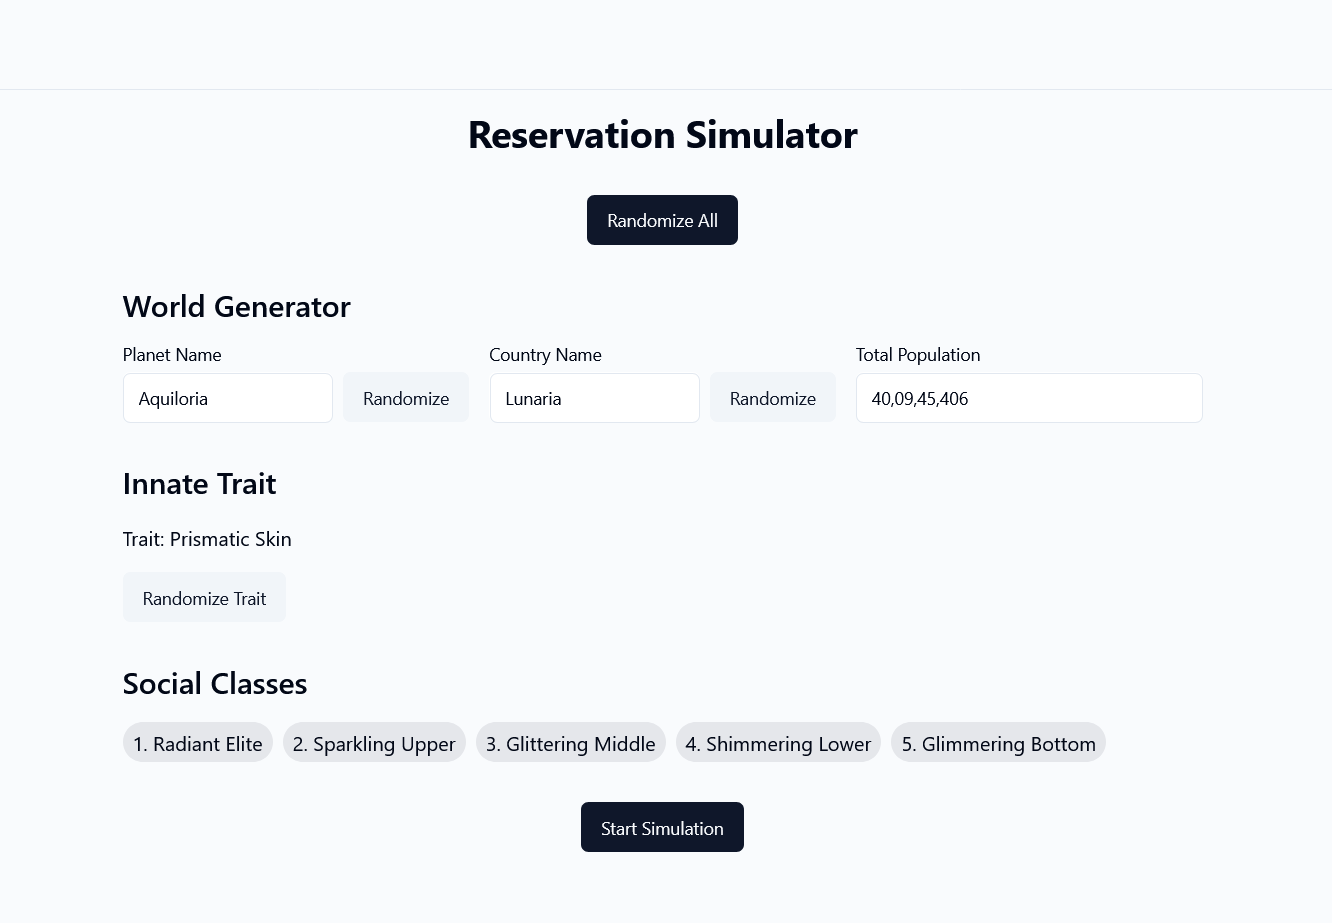 Reservation Simulator
Randomize All
World Generator
Planet Name
Country Name
Total Population
Aquiloria
Randomize
Lunaria
Randomize
40,09,45,406
Innate Trait
Trait: Prismatic Skin
Randomize Trait
Social Classes
1. Radiant Elite
2. Sparkling Upper
3. Glittering Middle
4. Shimmering Lower
5. Glimmering Bottom
Start Simulation